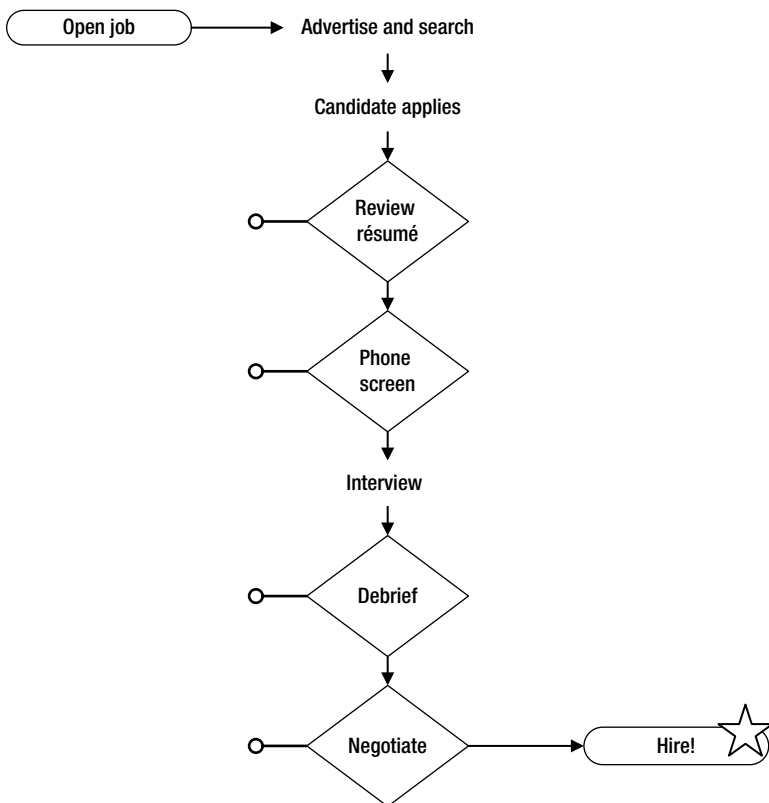 Open job
Advertise and search
Candidate applies
Review
résumé
Phone
screen
Interview
Debrief
Negotiate
Hire!